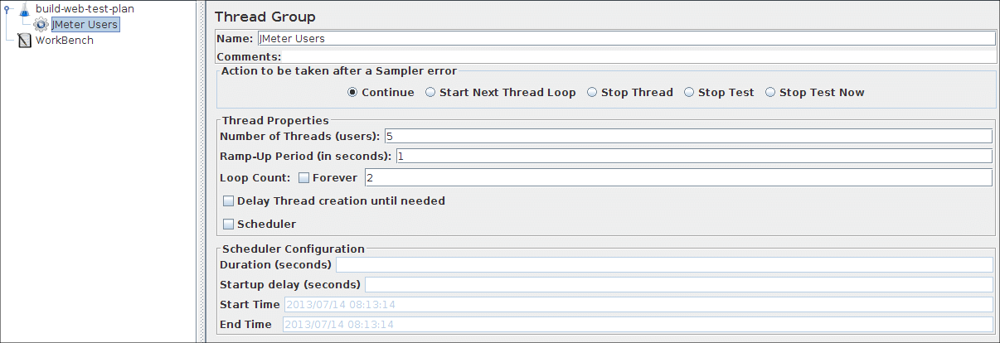 build-web-test-plan
JMeter Users
WorkBench
Thread Group
Name: JMeter Users
Comments:
Action to be taken after a Sampler error
Continue Start Next Thread Loop Stop Thread Stop Test Stop Test Now
Thread Properties
Number of Threads (users): 5
Ramp-Up Period (in seconds): 1
Loop Count: Forever 2
Delay Thread creation until needed
Scheduler
Scheduler Configuration
Duration (seconds)
Startup delay (seconds)
Start Time 2013/07/14 08:13:14
End Time 2013/07/14 08:13:14